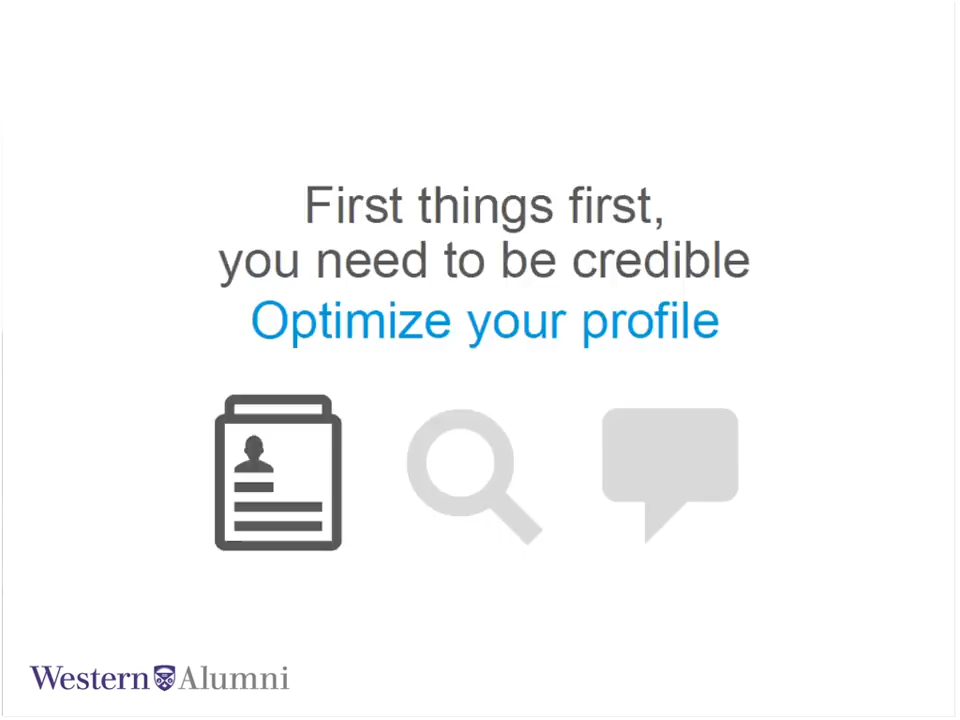 First things first,
you need to be credible
Optimize your profile
Western Alumni